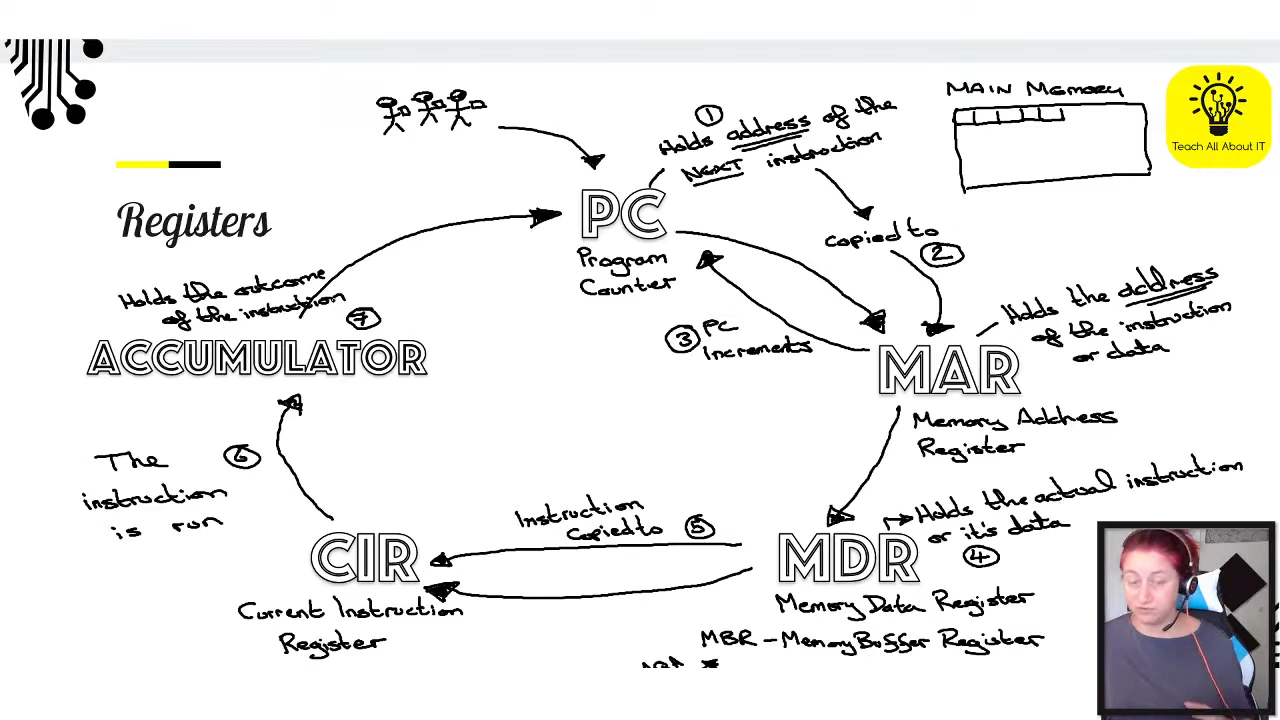 Registers
1
Holds address of the
NEXT instruction
MAIN MEMORY
Teach All About IT
PC
Program
Counter
Copied to
2
3 PC
Increments
MAR
Holds the address
of the instruction
or data
Memory Address
Register
Holds the actual instruction
or it's data
4
MDR
Memory Data Register
MBR - Memory Buffer Register
Instruction
Copied to 5
CIR
Current Instruction
Register
The
instruction
is run
6
Holds the outcome
of the instruction
7
ACCUMULATOR